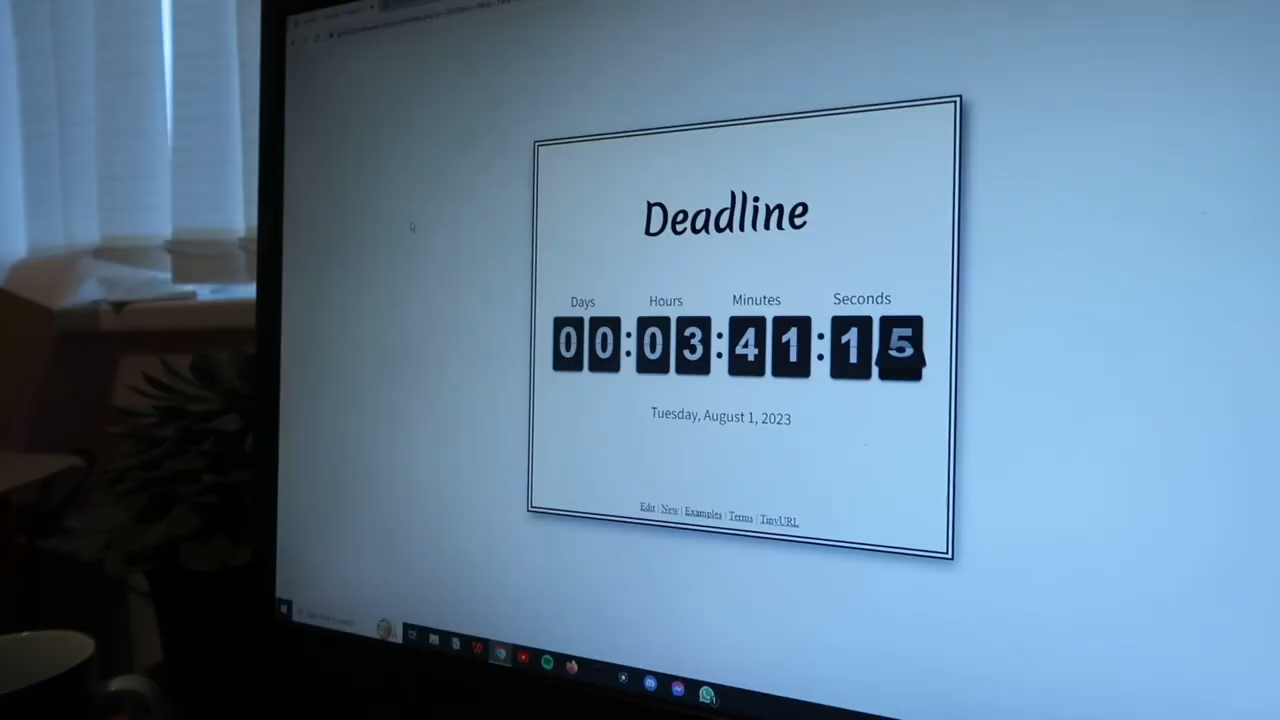 Deadline
Days Hours Minutes Seconds
00:03:41:15
Tuesday, August 1, 2023
Edit | New | Examples | Terms | TinyURL